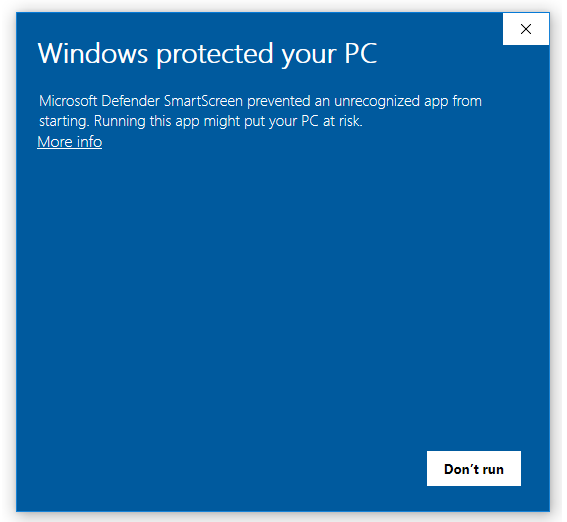 Windows protected your PC
Microsoft Defender SmartScreen prevented an unrecognized app from
starting. Running this app might put your PC at risk.
More info
Don’t run